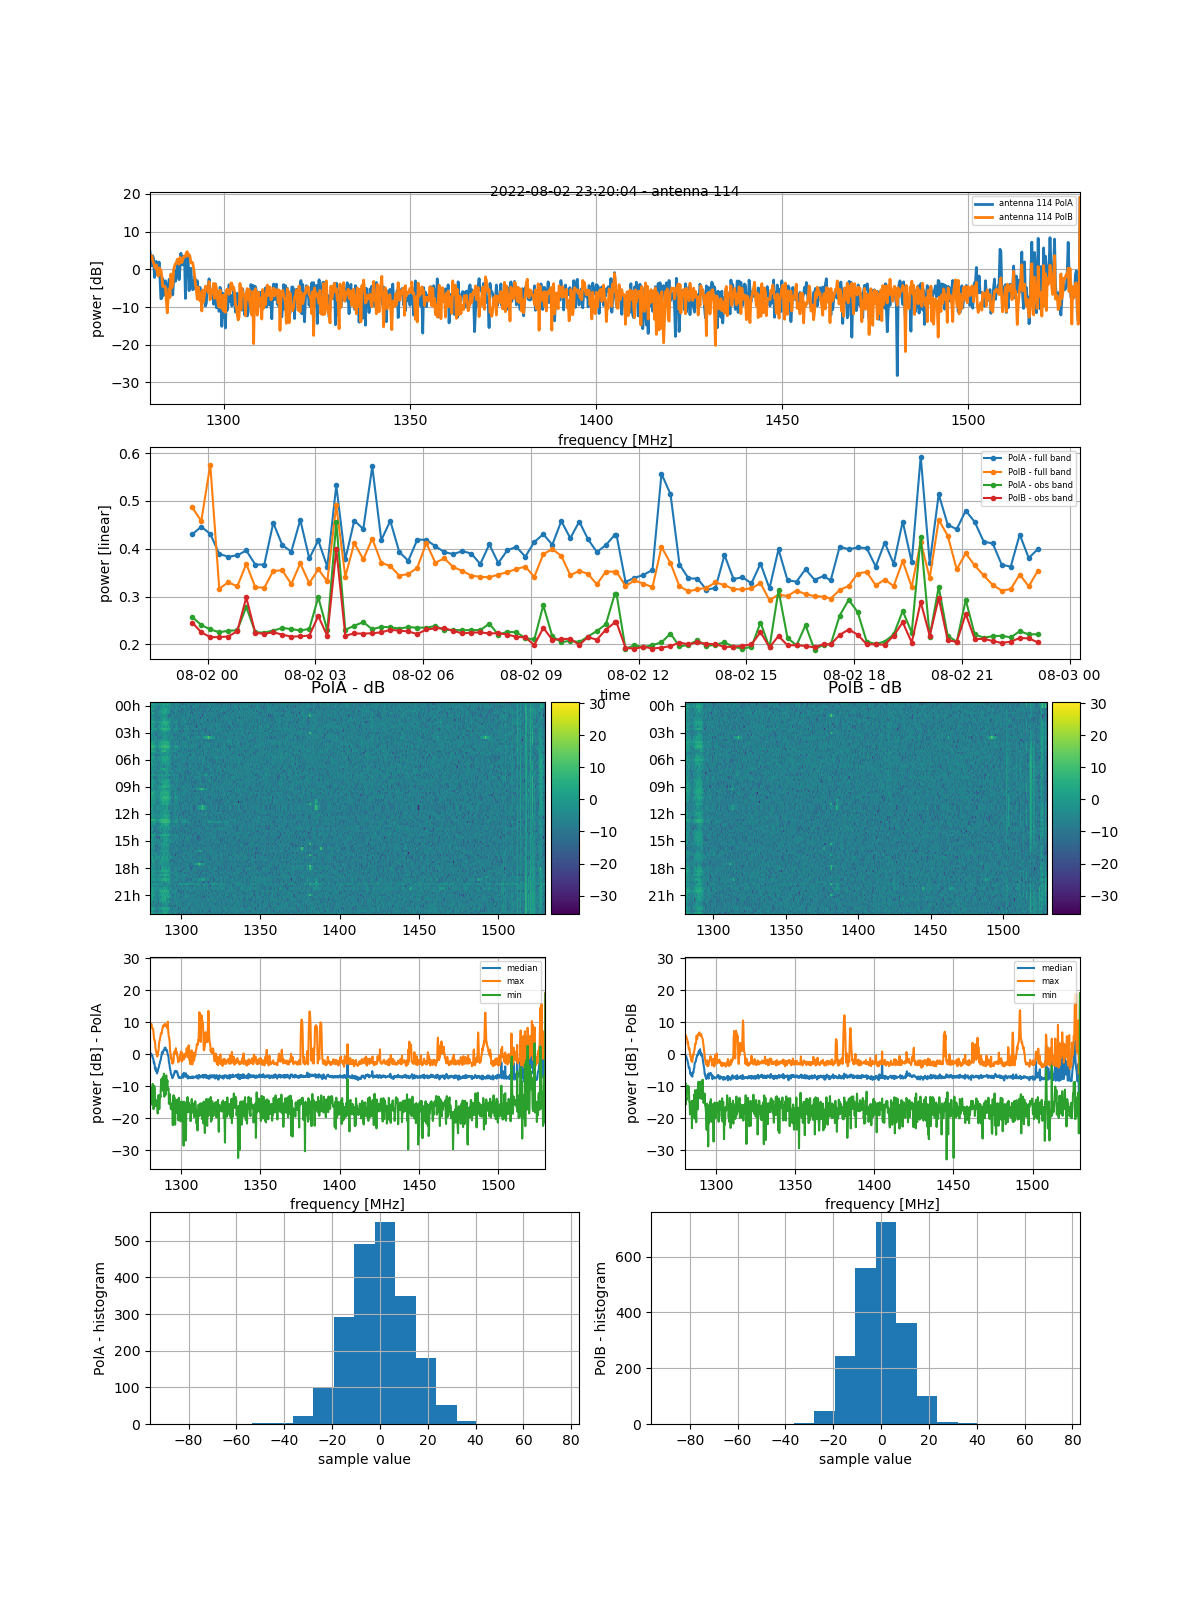 2022-08-02 23:20:04 - antenna 114
power [dB]
20
10
0
−10
−20
−30
antenna 114 PolA
antenna 114 PolB
1300
1350
1400
1450
1500
frequency [MHz]
power [linear]
0.6
0.5
0.4
0.3
0.2
PolA - full band
PolB - full band
PolA - obs band
PolB - obs band
08-02 00
08-02 03
08-02 06
08-02 09
08-02 12
08-02 15
08-02 18
08-02 21
08-03 00
time
PolA - dB
00h
03h
06h
09h
12h
15h
18h
21h
1300
1350
1400
1450
1500
30
20
10
0
−10
−20
−30
PolB - dB
00h
03h
06h
09h
12h
15h
18h
21h
1300
1350
1400
1450
1500
30
20
10
0
−10
−20
−30
power [dB] - PolA
30
20
10
0
−10
−20
−30
median
max
min
1300
1350
1400
1450
1500
frequency [MHz]
power [dB] - PolB
30
20
10
0
−10
−20
−30
median
max
min
1300
1350
1400
1450
1500
frequency [MHz]
PolA - histogram
500
400
300
200
100
0
−80
−60
−40
−20
0
20
40
60
80
sample value
PolB - histogram
600
400
200
0
−80
−60
−40
−20
0
20
40
60
80
sample value